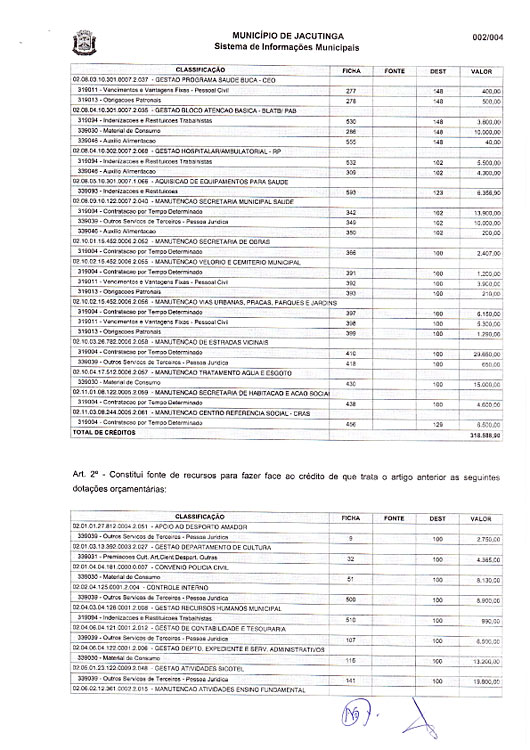 MUNICÍPIO DE JACUTINGA
Sistema de Informações Municipais
002/004
CLASSIFICAÇÃO FICHA FONTE DEST VALOR
02.08.03.10.301.0007.2.037 - GESTAO PROGRAMA SAUDE BUCA - CEO
319011 - Vencimentos e Vantagens Fixas - Pessoal Civil 277 148 400,00
319013 - Obrigacoes Patronais 278 148 500,00
02.08.04.10.301.0007.2.035 - GESTAO BLOCO ATENCAO BASICA - BLATB/ PAB
319094 - Indenizacoes e Restituicoes Trabalhistas 530 148 3.600,00
339030 - Material de Consumo 286 148 10.000,00
339046 - Auxilio Alimentacao 555 148 40,00
02.08.04.10.302.0007.2.068 - GESTAO HOSPITALAR/AMBULATORIAL - RP
319094 - Indenizacoes e Restituicoes Trabalhistas 532 102 5.500,00
339046 - Auxilio Alimentacao 309 102 4.300,00
02.08.05.10.301.0007.1.066 - AQUISICAO DE EQUIPAMENTOS PARA SAUDE
339093 - Indenizacoes e Restituicoes 593 123 6.356,90
02.08.09.10.122.0007.2.040 - MANUTENCAO SECRETARIA MUNICIPAL SAUDE
319004 - Contratacao por Tempo Determinado 342 102 13.900,00
339039 - Outros Servicos de Terceiros - Pessoa Juridica 349 102 10.000,00
339046 - Auxilio Alimentacao 350 102 200,00
02.10.01.15.452.0006.2.052 - MANUTENCAO SECRETARIA DE OBRAS
319004 - Contratacao por Tempo Determinado 366 100 2.407,00
02.10.02.15.452.0006.2.055 - MANUTENCAO VELORIO E CEMITERIO MUNICIPAL
319004 - Contratacao por Tempo Determinado 391 100 1.200,00
319011 - Vencimentos e Vantagens Fixas - Pessoal Civil 392 100 3.900,00
319013 - Obrigacoes Patronais 393 100 210,00
02.10.02.15.452.0006.2.056 - MANUTENCAO VIAS URBANAS, PRACAS, PARQUES E JARDINS
319004 - Contratacao por Tempo Determinado 397 100 6.150,00
319011 - Vencimentos e Vantagens Fixas - Pessoal Civil 398 100 5.300,00
319013 - Obrigacoes Patronais 399 100 1.290,00
02.10.03.26.782.0006.2.058 - MANUTENCAO DE ESTRADAS VICINAIS
319004 - Contratacao por Tempo Determinado 410 100 29.650,00
339039 - Outros Servicos de Terceiros - Pessoa Juridica 418 100 650,00
02.10.04.17.512.0006.2.057 - MANUTENCAO TRATAMENTO AGUA E ESGOTO
339030 - Material de Consumo 430 100 15.000,00
02.11.01.08.122.0005.2.059 - MANUTENCAO SECRETARIA DE HABITACAO E ACAO SOCIAL
319004 - Contratacao por Tempo Determinado 438 100 4.600,00
02.11.03.08.244.0005.2.061 - MANUTENCAO CENTRO REFERENCIA SOCIAL - CRAS
319004 - Contratacao por Tempo Determinado 456 129 6.500,00
TOTAL DE CRÉDITOS 318.588,90
Art. 2º - Constitui fonte de recursos para fazer face ao crédito de que trata o artigo anterior as seguintes
dotações orçamentárias:
CLASSIFICAÇÃO FICHA FONTE DEST VALOR
02.01.01.27.812.0004.2.051 - APOIO AO DESPORTO AMADOR
339039 - Outros Servicos de Terceiros - Pessoa Juridica 9 100 2.750,00
02.01.03.13.392.0003.2.027 - GESTAO DEPARTAMENTO DE CULTURA
339031 - Premiacoes Cult. Art.Cient.Desport. Outras 32 100 4.365,00
02.01.04.04.181.0000.0.007 - CONVENIO POLICIA CIVIL
339030 - Material de Consumo 51 100 8.130,00
02.02.04.125.0001.2.004 - CONTROLE INTERNO
339039 - Outros Servicos de Terceiros - Pessoa Juridica 508 100 8.900,00
02.04.03.04.128.0001.2.008 - GESTAO RECURSOS HUMANOS MUNICIPAL
319094 - Indenizacoes e Restituicoes Trabalhistas 510 100 990,00
02.04.06.04.121.0001.2.012 - GESTAO DE CONTABILIDADE E TESOURARIA
339039 - Outros Servicos de Terceiros - Pessoa Juridica 107 100 6.500,00
02.04.06.04.122.0001.2.006 - GESTAO DEPTO. EXPEDIENTE E SERV. ADMINISTRATIVOS
339030 - Material de Consumo 115 100 13.200,00
02.05.01.23.122.0009.2.048 - GESTAO ATIVIDADES SICOTEL
339039 - Outros Servicos de Terceiros - Pessoa Juridica 141 100 19.800,00
02.06.02.12.361.0002.2.015 - MANUTENCAO ATIVIDADES ENSINO FUNDAMENTAL